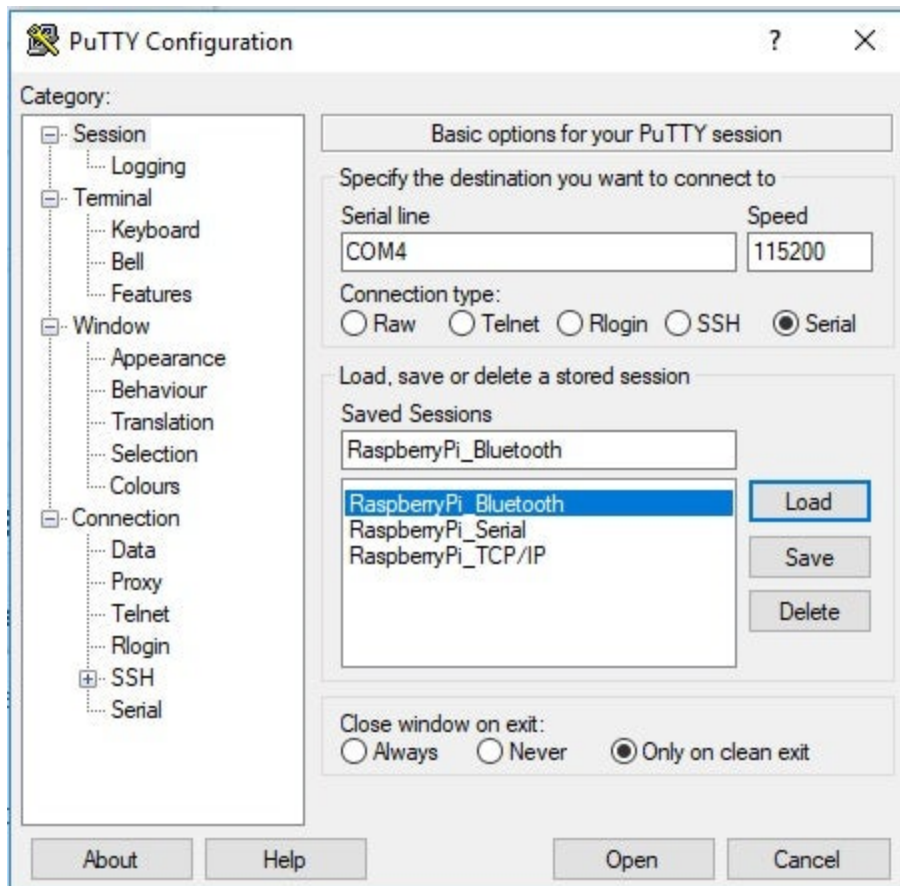 PuTTY Configuration
?
Category:
Session
Logging
Terminal
Keyboard
Bell
Features
Window
Appearance
Behaviour
Translation
Selection
Colours
Connection
Data
Proxy
Telnet
Rlogin
SSH
Serial
Basic options for your PuTTY session
Specify the destination you want to connect to
Serial line Speed
COM4 115200
Connection type:
Raw Telnet Rlogin SSH Serial
Load, save or delete a stored session
Saved Sessions
RaspberryPi_Bluetooth
RaspberryPi_Bluetooth
RaspberryPi_Serial
RaspberryPi_TCP/IP
Load
Save
Delete
Close window on exit:
Always Never Only on clean exit
About Help Open Cancel